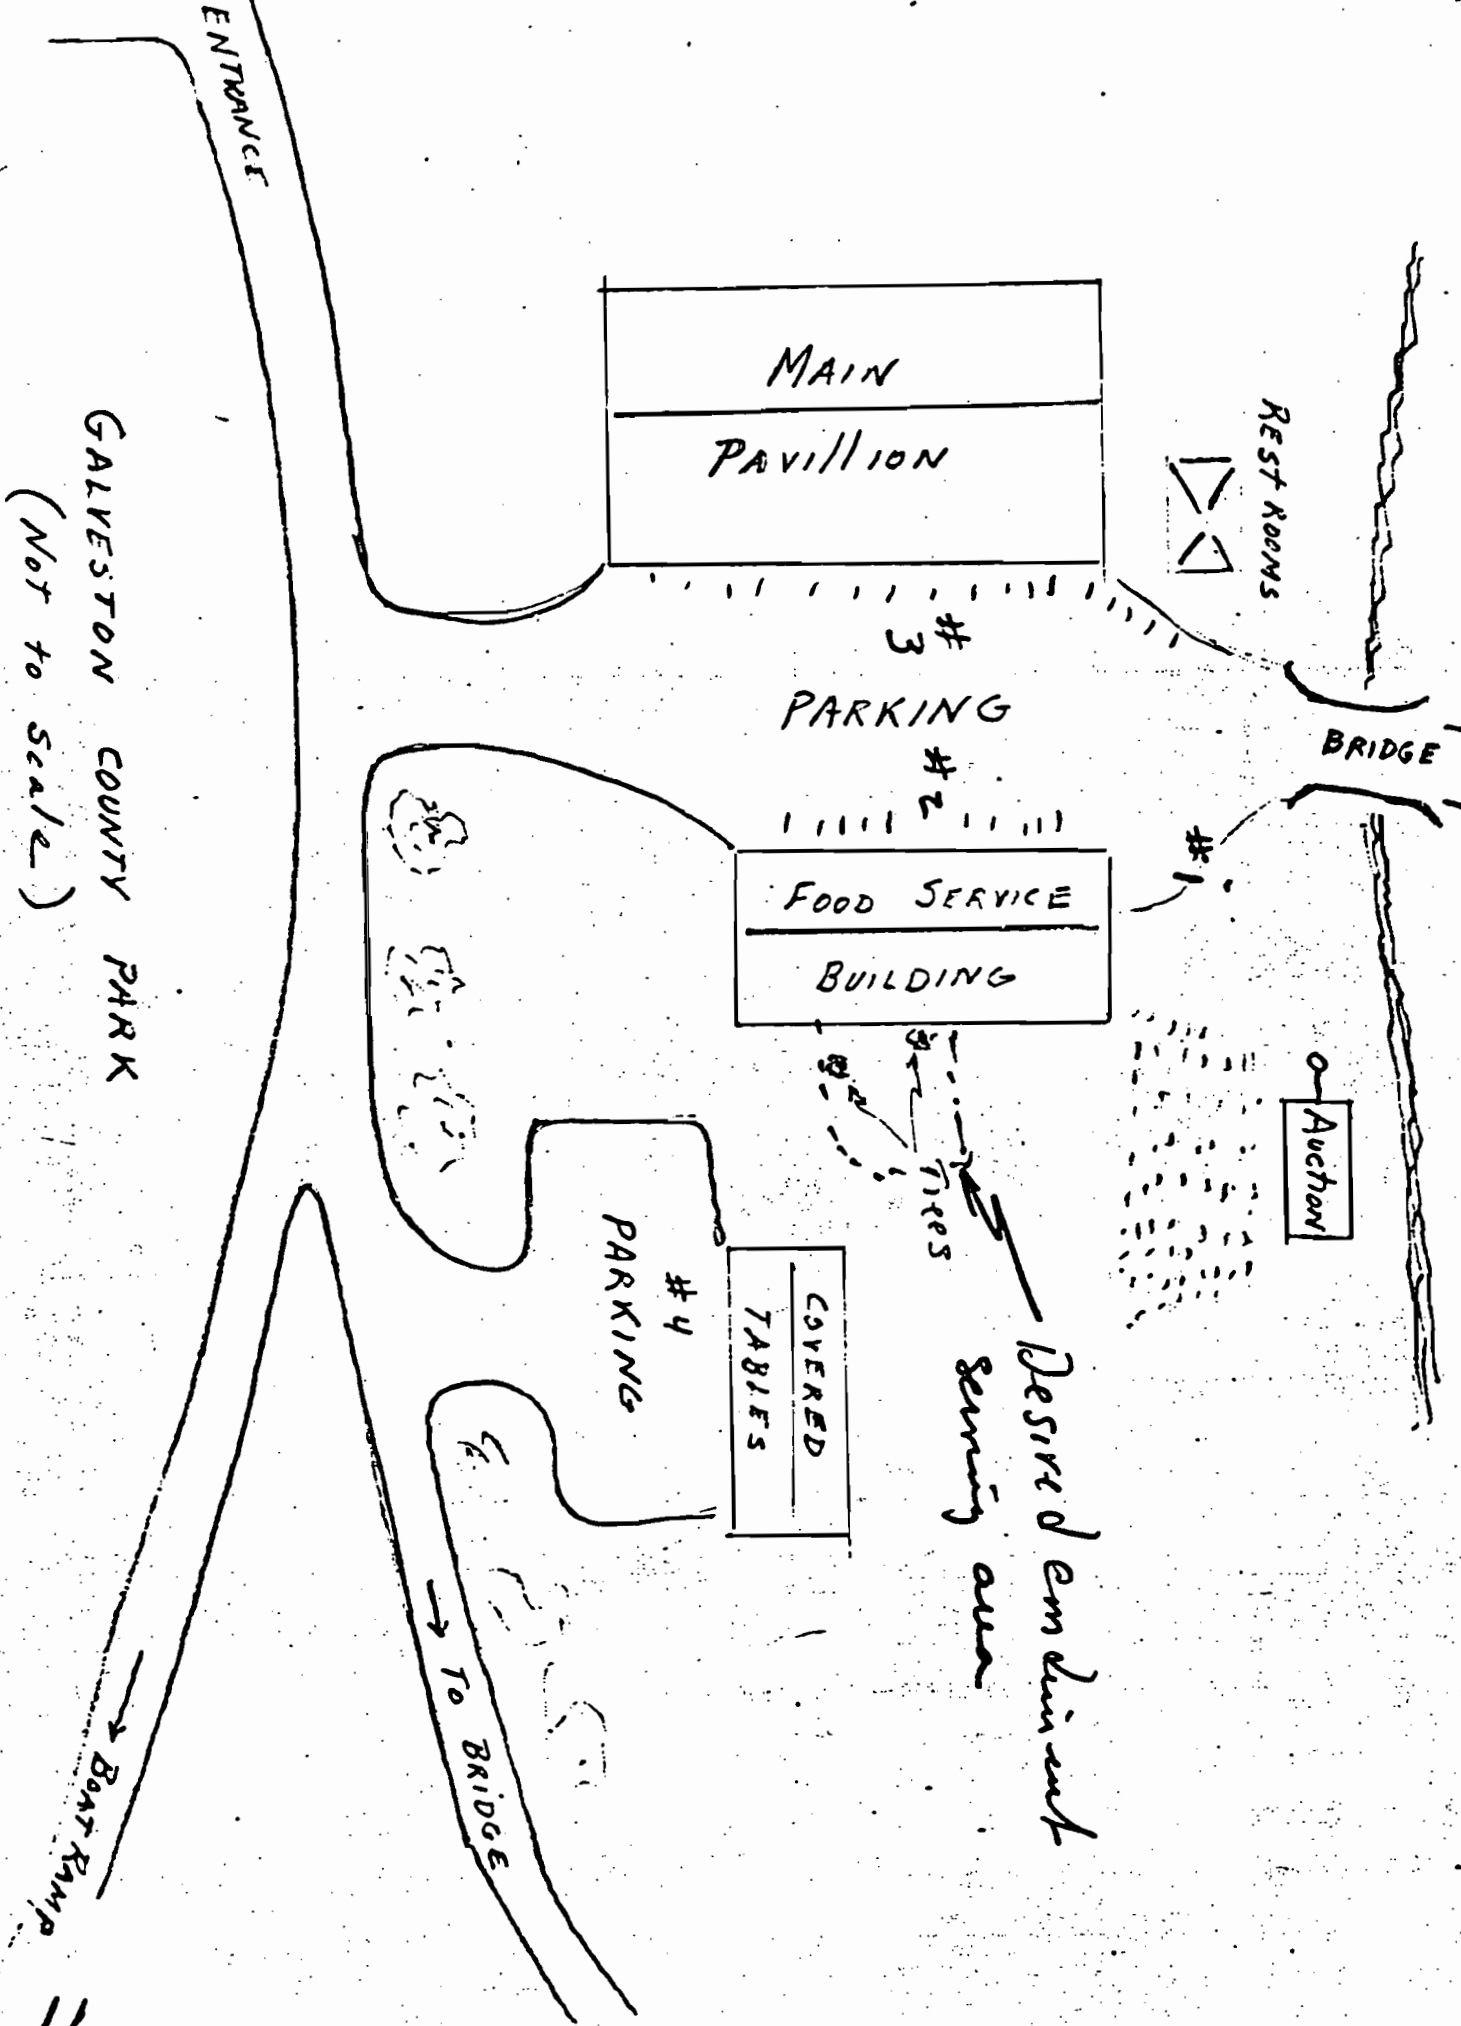 ENTRANCE
MAIN
PAVIllION
REST ROOMS
# 3
PARKING
# 2
BRIDGE
#1
FOOD SERVICE
BUILDING
Auction
Trees
Desired condiment
serving area
COVERED
TABLES
#4
PARKING
→ TO BRIDGE
→ BOAT RAMP
GALVESTON COUNTY PARK
(Not to Scale)